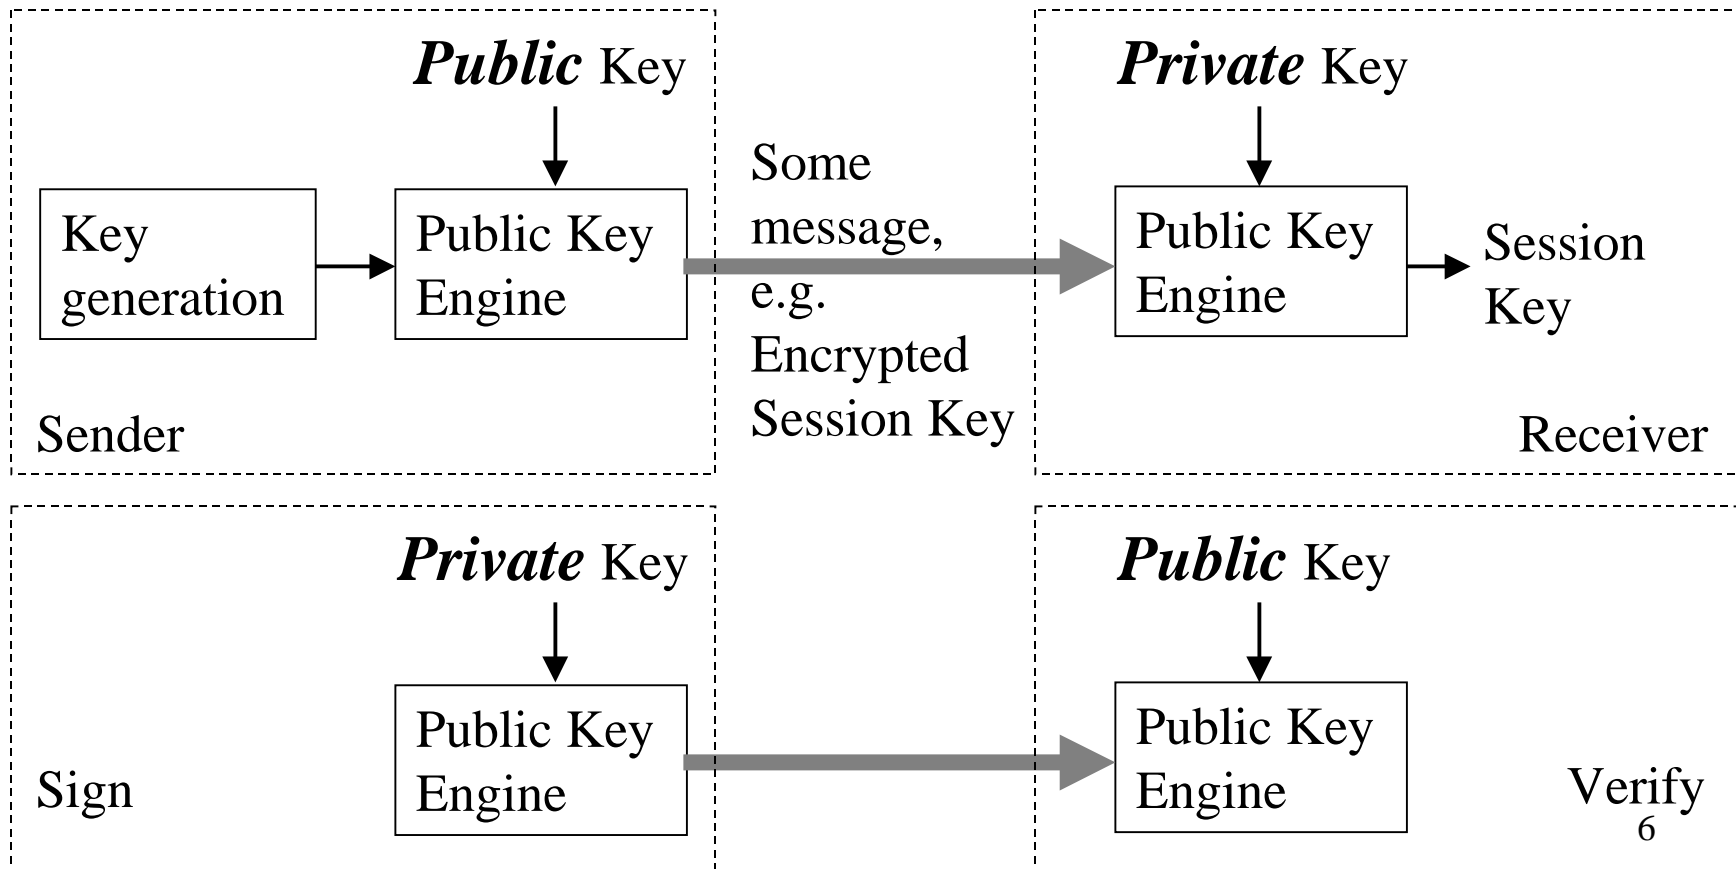 Public Key
Key
generation
Public Key
Engine
Sender
Some
message,
e.g.
Encrypted
Session Key
Private Key
Public Key
Engine
Session
Key
Receiver
Private Key
Public Key
Engine
Sign
Public Key
Public Key
Engine
Verify
6